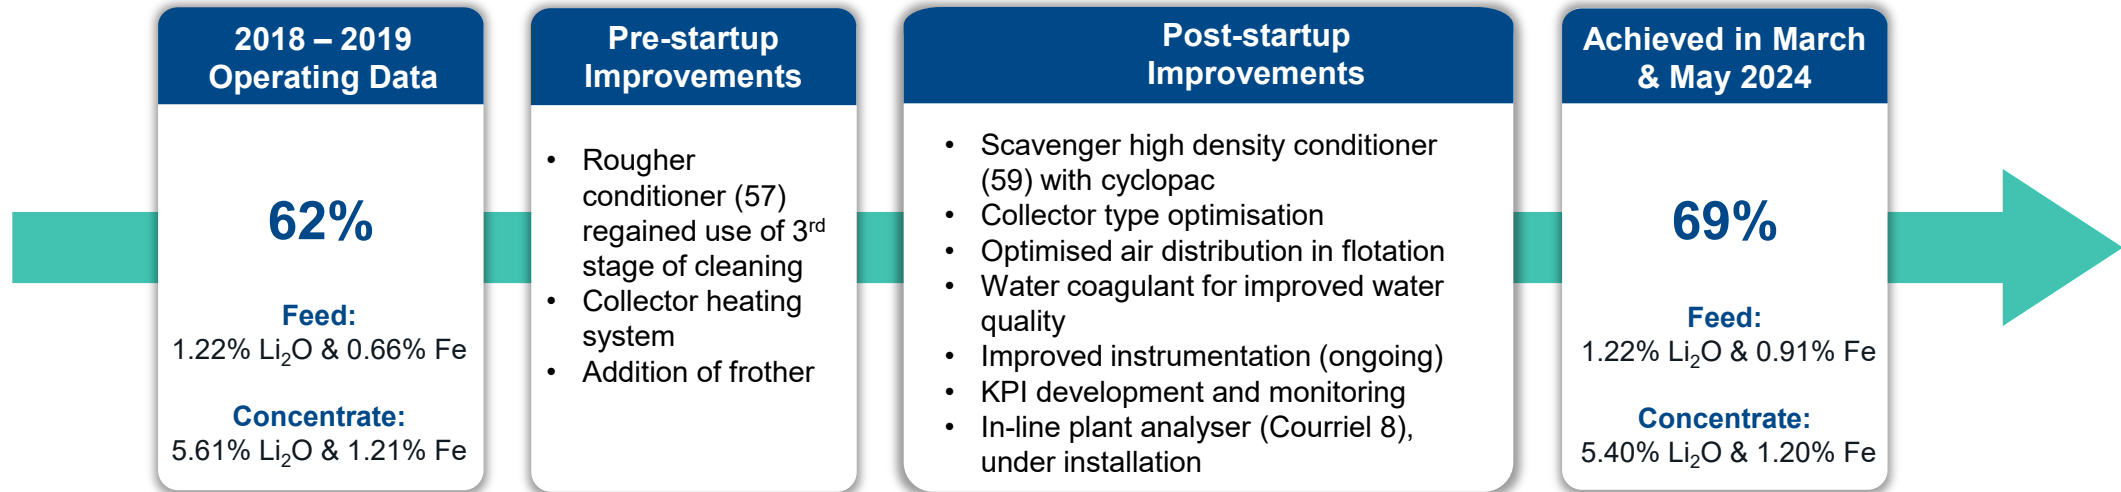 2018 – 2019
Operating Data
62%
Feed:
1.22% Li₂O & 0.66% Fe
Concentrate:
5.61% Li₂O & 1.21% Fe
Pre-startup
Improvements
• Rougher
conditioner (57)
regained use of 3rd
stage of cleaning
• Collector heating
system
• Addition of frother
Post-startup
Improvements
• Scavenger high density conditioner
(59) with cyclopac
• Collector type optimisation
• Optimised air distribution in flotation
• Water coagulant for improved water
quality
• Improved instrumentation (ongoing)
• KPI development and monitoring
• In-line plant analyser (Courriel 8),
under installation
Achieved in March
& May 2024
69%
Feed:
1.22% Li₂O & 0.91% Fe
Concentrate:
5.40% Li₂O & 1.20% Fe